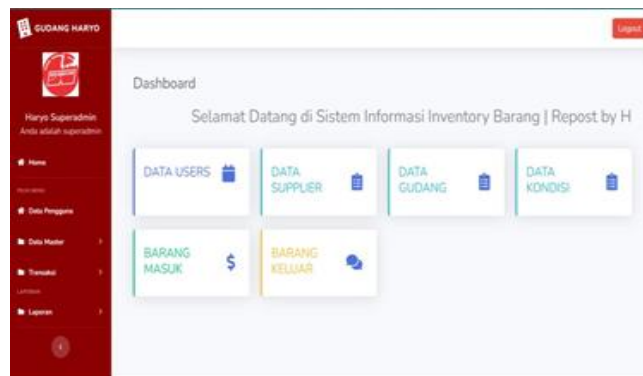 GUDANG HARYO
Logout
Haryo Superadmin
Anda adalah superadmin
Home
Data Pengguna
Data Master
Transaksi
Laporan
Dashboard
Selamat Datang di Sistem Informasi Inventory Barang | Repost by H
DATA USERS
DATA
SUPPLIER
DATA
GUDANG
DATA
KONDISI
BARANG
MASUK
BARANG
KELUAR